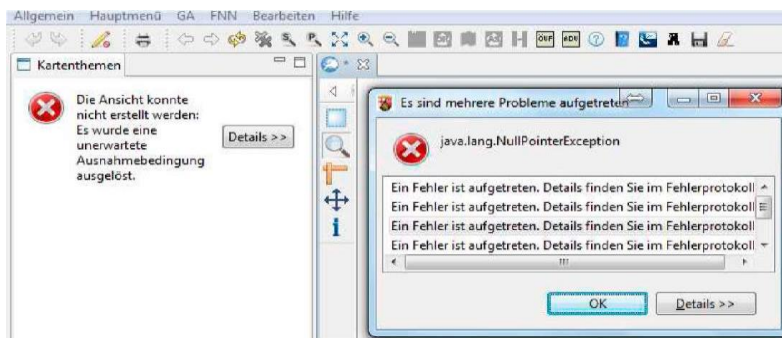 Allgemein Hauptmenü GA FNN Bearbeiten Hilfe
Kartenthemen
Die Ansicht konnte
nicht erstellt werden:
Es wurde eine
unerwartete
Ausnahmebedingung
ausgelöst.
Details >>
Es sind mehrere Probleme aufgetreten
java.lang.NullPointerException
Ein Fehler ist aufgetreten. Details finden Sie im Fehlerprotokoll
Ein Fehler ist aufgetreten. Details finden Sie im Fehlerprotokoll
Ein Fehler ist aufgetreten. Details finden Sie im Fehlerprotokoll
Ein Fehler ist aufgetreten. Details finden Sie im Fehlerprotokoll
OK
Details >>